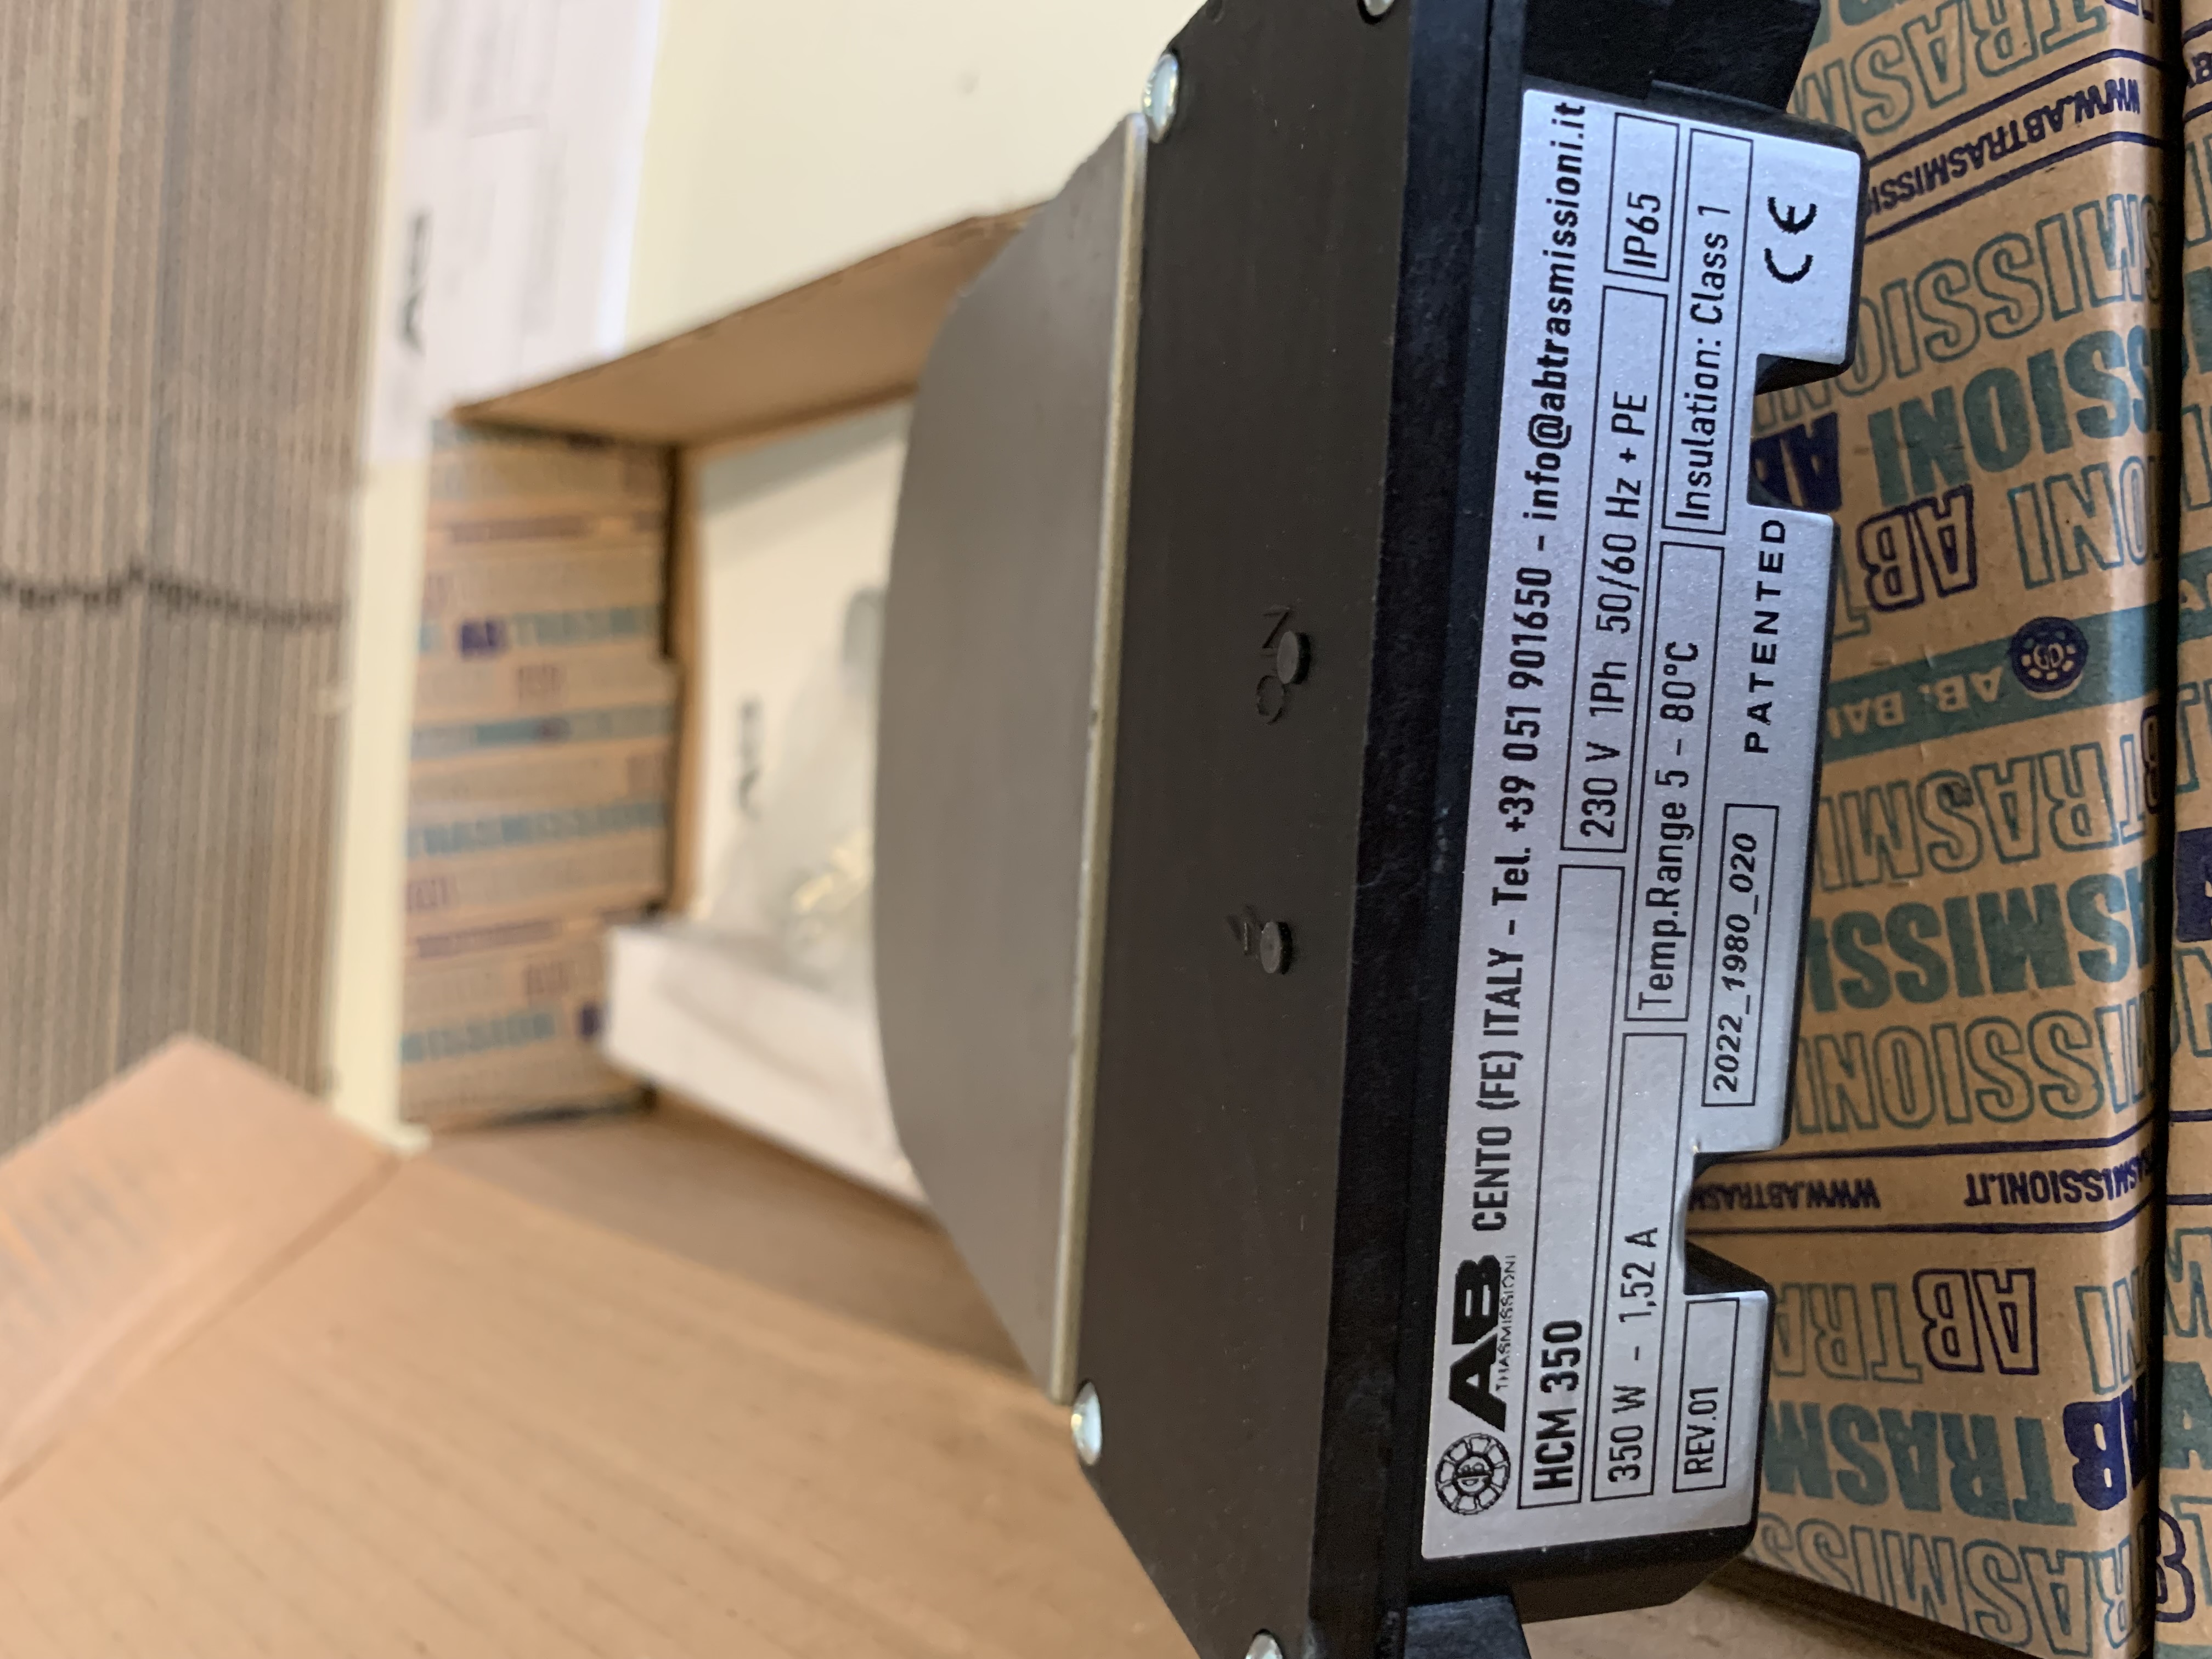 AB TRASMISSIONI CENTO (FE) ITALY - Tel. +39 051 901650 - info@abtrasmissioni.it
HCM 350 230 V 1Ph 50/60 Hz + PE IP65
350 W - 1,52 A Temp.Range 5 - 80°C Insulation: Class 1
REV.01 2022_1980_020 PATENTED CE
ON
WWW.ABTRASMISSIONI.IT
AB TRASMISSIONI